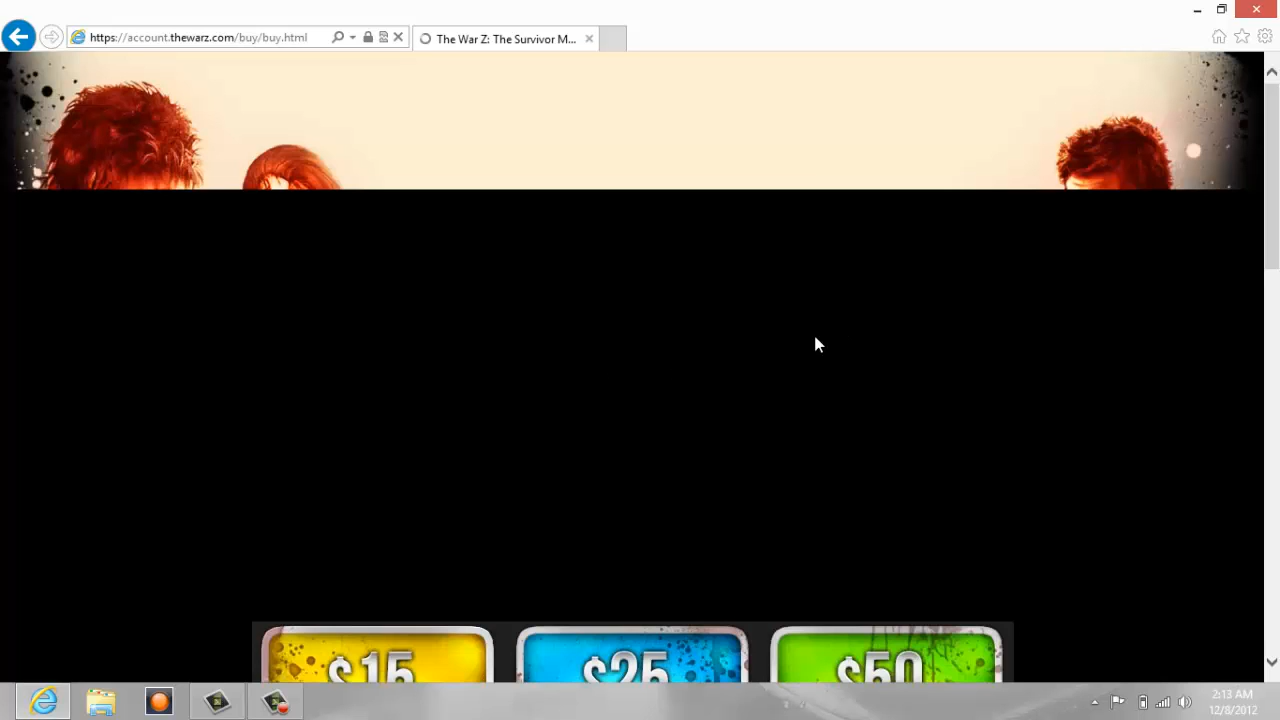 https://account.thewarz.com/buy/buy.html
The War Z: The Survivor M...
$15
$25
$50
2:13 AM
12/8/2012